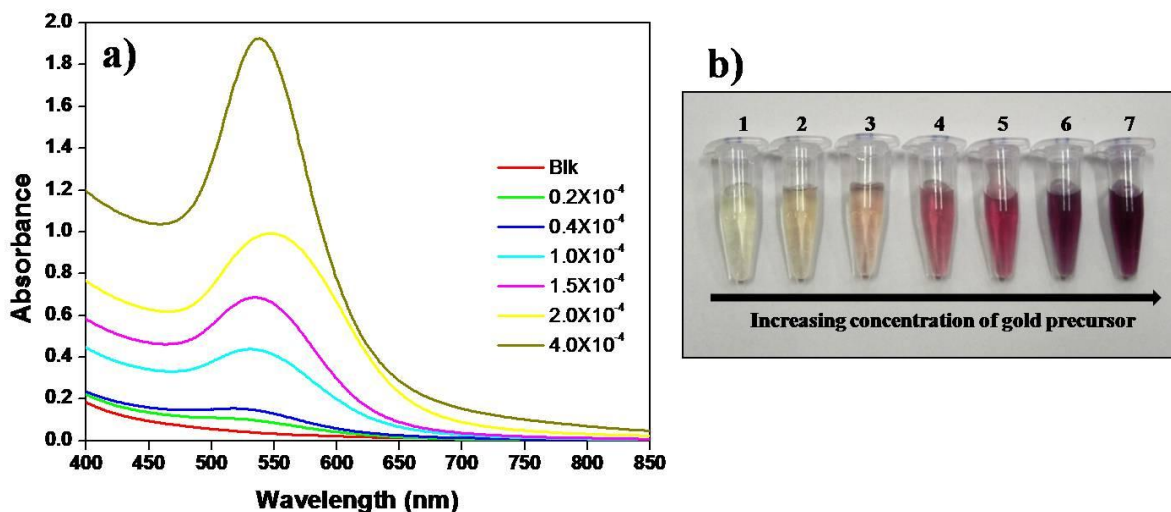 a)
2.0
1.8
1.6
1.4
1.2
1.0
0.8
0.6
0.4
0.2
0.0
Absorbance
400 450 500 550 600 650 700 750 800 850
Wavelength (nm)
Blk
0.2X10⁻⁴
0.4X10⁻⁴
1.0X10⁻⁴
1.5X10⁻⁴
2.0X10⁻⁴
4.0X10⁻⁴
b)
1 2 3 4 5 6 7
Increasing concentration of gold precursor